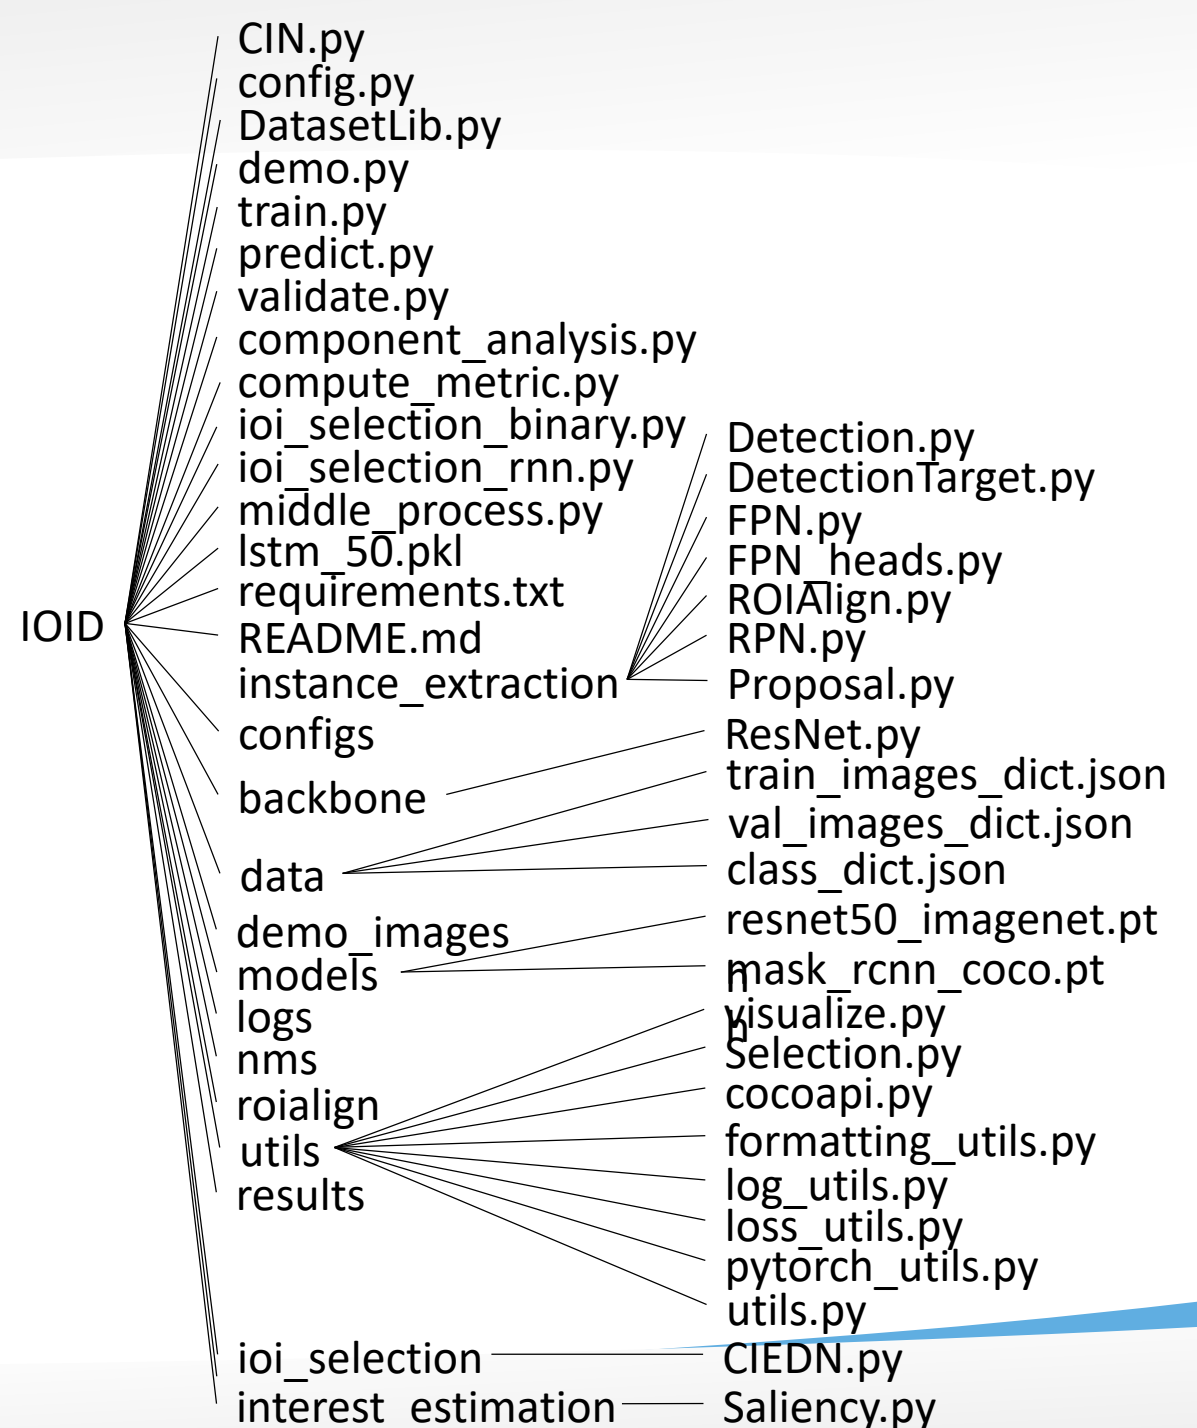 CIN.py
config.py
DatasetLib.py
demo.py
train.py
predict.py
validate.py
component_analysis.py
compute_metric.py
ioi_selection_binary.py
ioi_selection_rnn.py
middle_process.py
lstm_50.pkl
requirements.txt
IOID
README.md
instance_extraction
configs
backbone
data
demo_images
models
logs
nms
roialign
utils
results
ioi_selection
interest_estimation
Detection.py
DetectionTarget.py
FPN.py
FPN_heads.py
ROIAlign.py
RPN.py
Proposal.py
ResNet.py
train_images_dict.json
val_images_dict.json
class_dict.json
resnet50_imagenet.pt
h
mask_rcnn_coco.pt
h
visualize.py
Selection.py
cocoapi.py
formatting_utils.py
log_utils.py
loss_utils.py
pytorch_utils.py
utils.py
CIEDN.py
Saliency.py